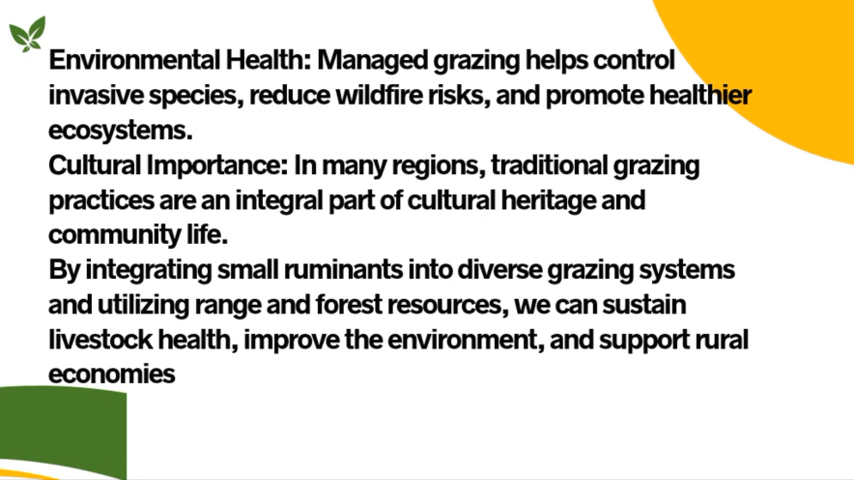 Environmental Health: Managed grazing helps control
invasive species, reduce wildfire risks, and promote healthier
ecosystems.
Cultural Importance: In many regions, traditional grazing
practices are an integral part of cultural heritage and
community life.
By integrating small ruminants into diverse grazing systems
and utilizing range and forest resources, we can sustain
livestock health, improve the environment, and support rural
economies